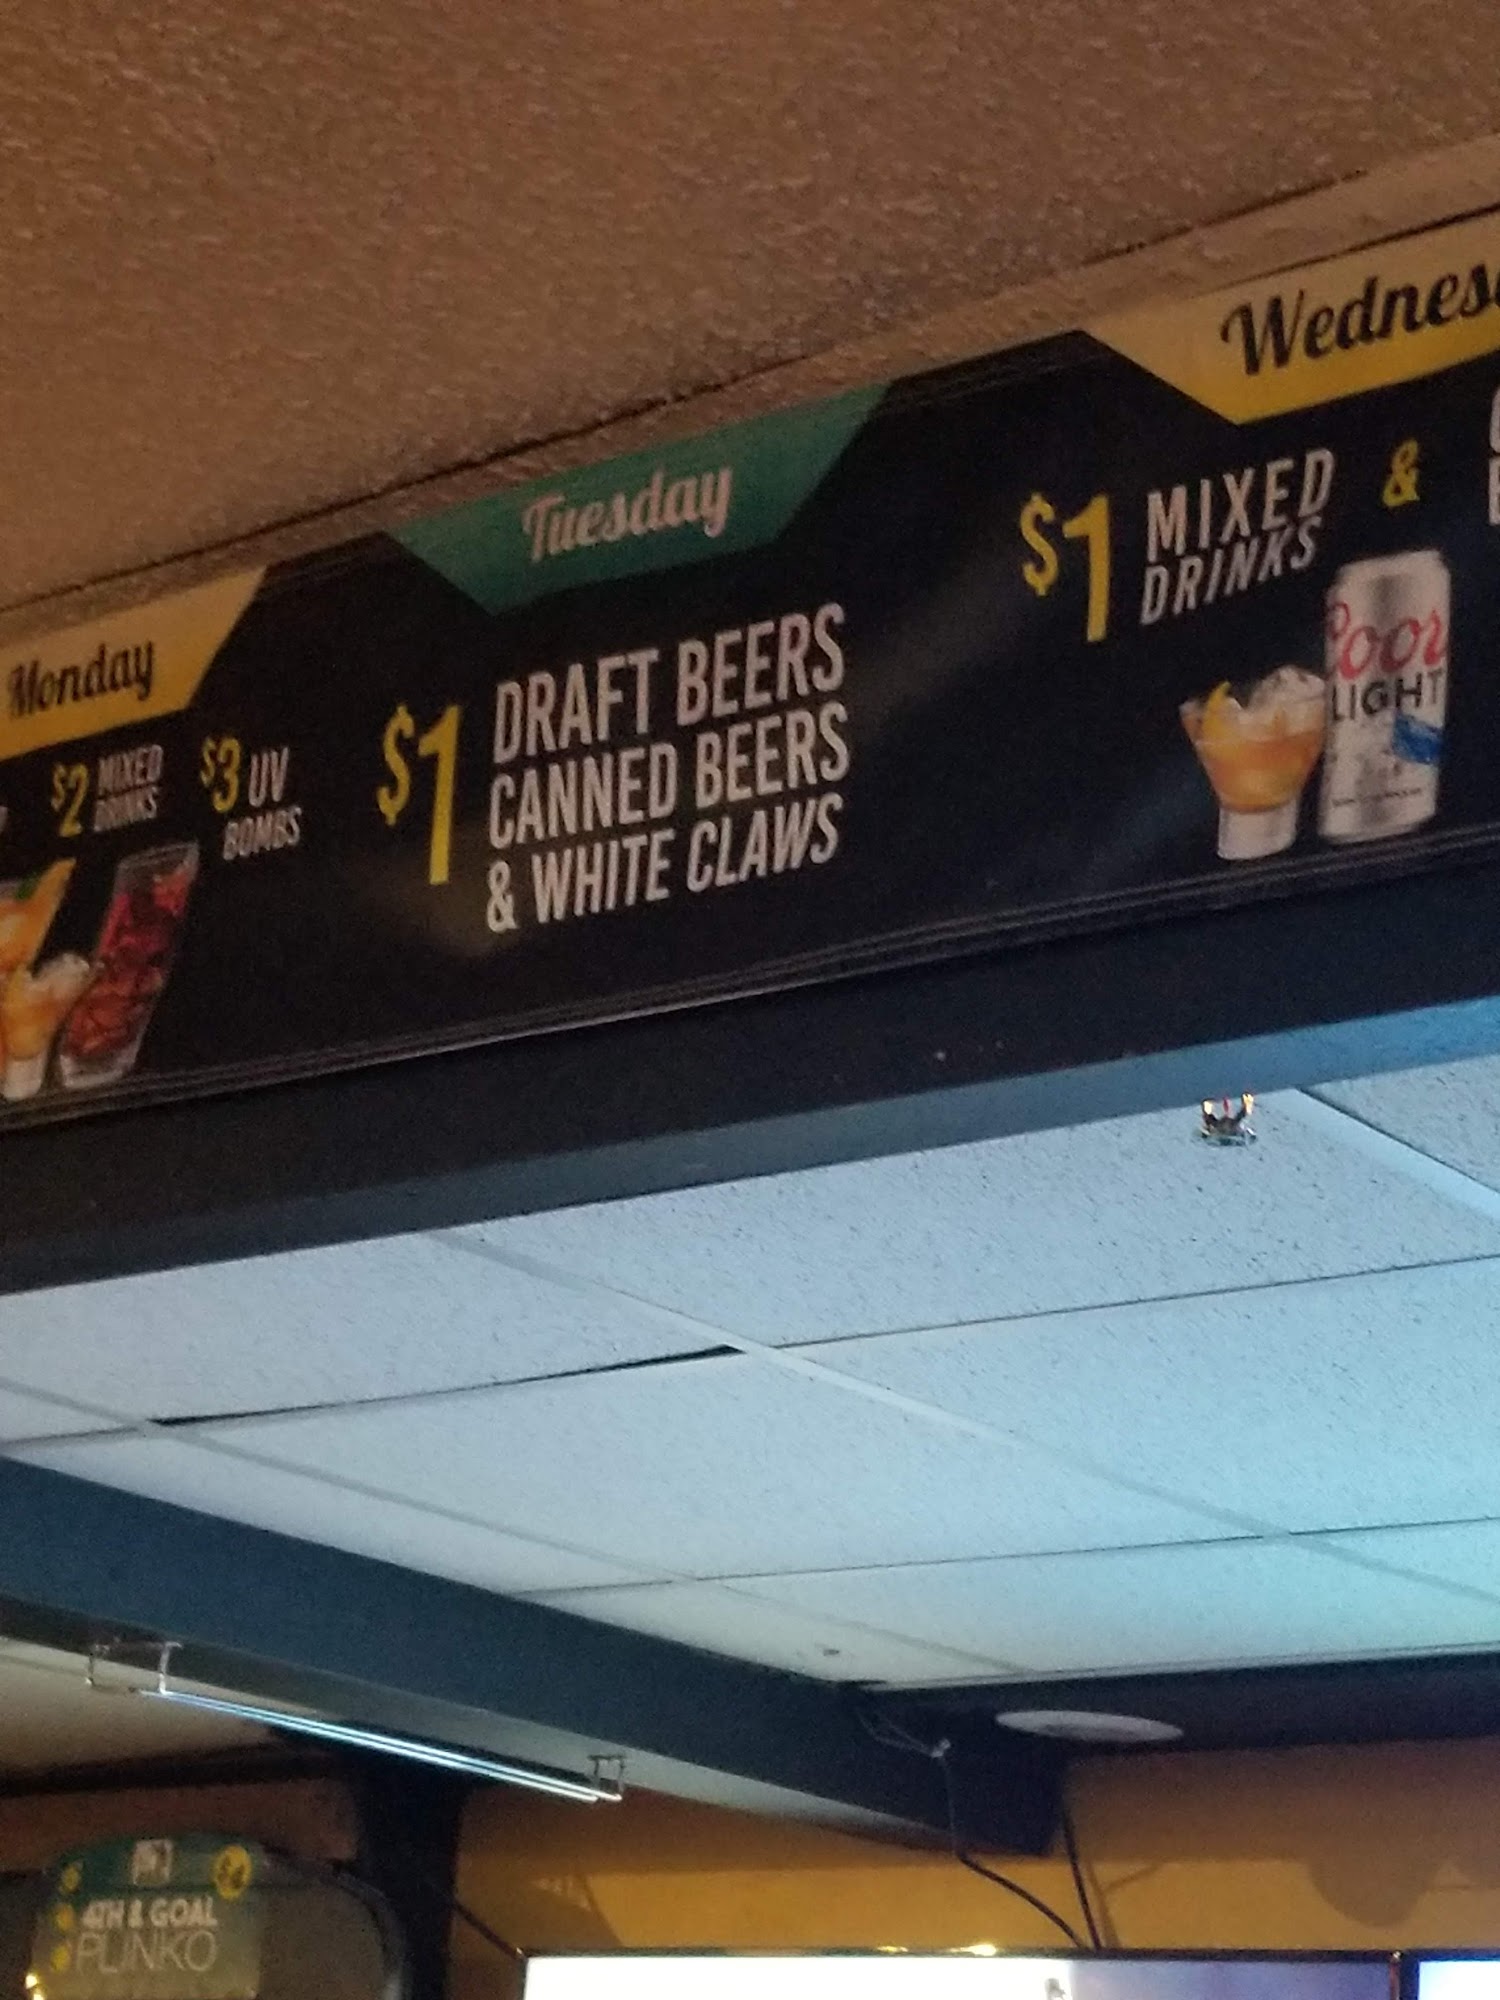 Monday
$2 MIXED
DRINKS
$3 UV
BOMBS
Tuesday
$1 DRAFT BEERS
CANNED BEERS
& WHITE CLAWS
Wednes
$1 MIXED &
DRINKS
Coors
LIGHT
4TH & GOAL
PLINKO